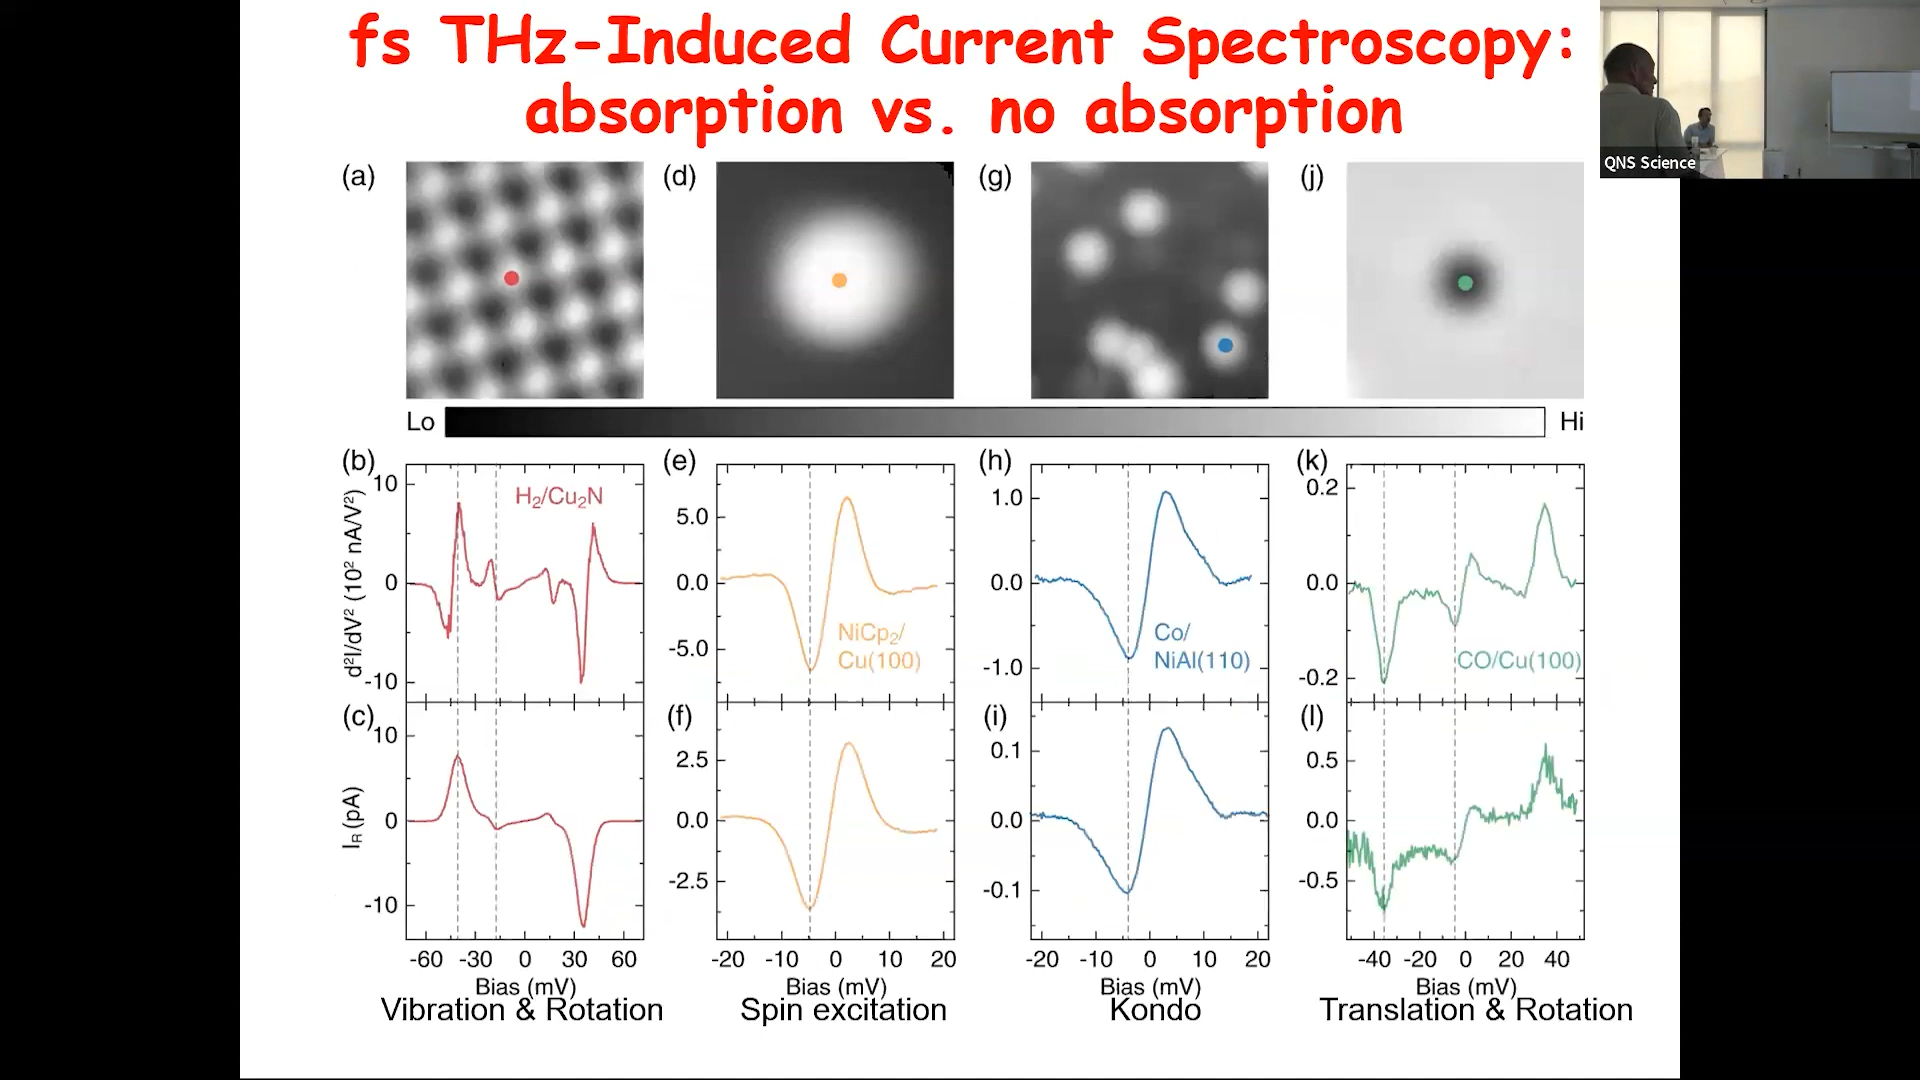 fs THz-Induced Current Spectroscopy:
absorption vs. no absorption
QNS Science
(a)
(d)
(g)
(j)
Lo
Hi
(b)
10
0
-10
d²I/dV² (10² nA/V²)
H₂/Cu₂N
(e)
5.0
0.0
-5.0
NiCp₂/
Cu(100)
(h)
1.0
0.0
-1.0
Co/
NiAl(110)
(k)
0.2
0.0
-0.2
CO/Cu(100)
(c)
10
0
-10
I_R (pA)
(f)
2.5
0.0
-2.5
(i)
0.1
0.0
-0.1
(l)
0.5
0.0
-0.5
-60 -30 0 30 60
-20 -10 0 10 20
-20 -10 0 10 20
-40 -20 0 20 40
Bias (mV)
Bias (mV)
Bias (mV)
Bias (mV)
Vibration & Rotation
Spin excitation
Kondo
Translation & Rotation